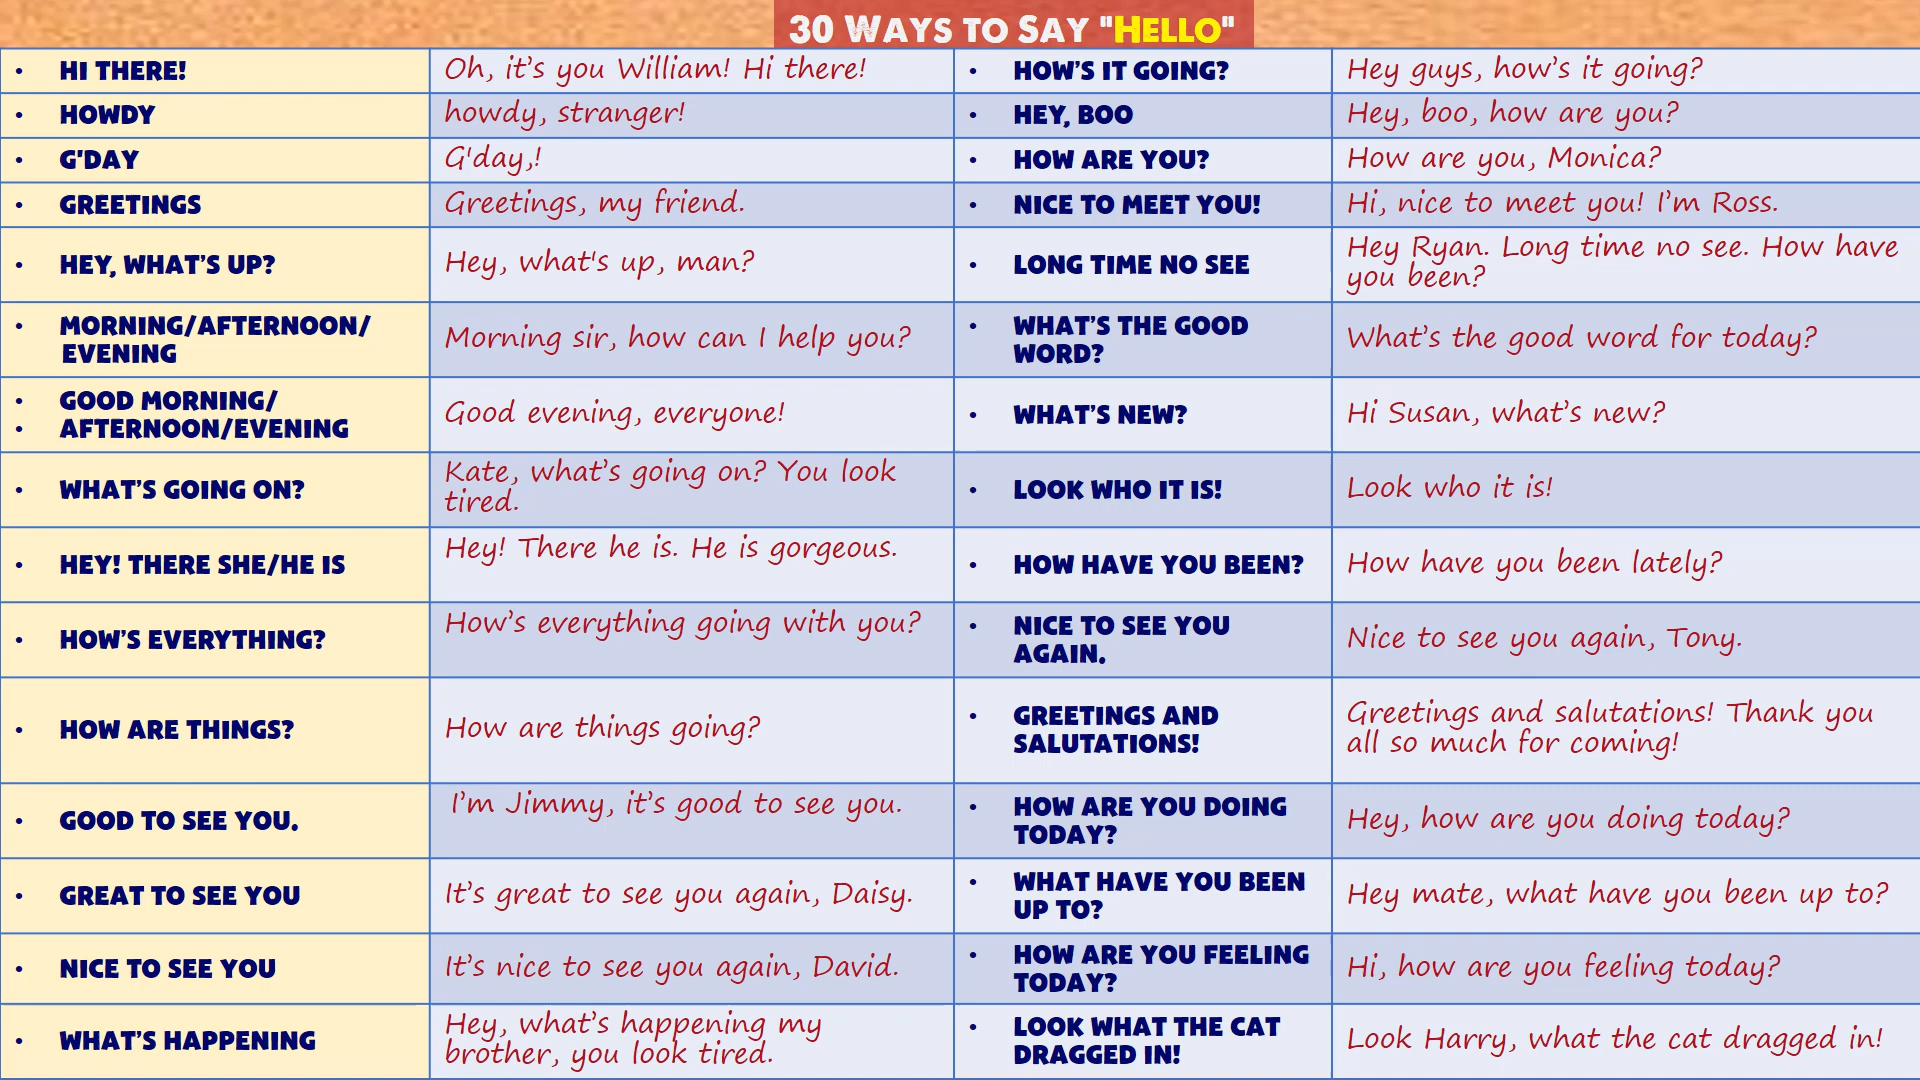 30 WAYS TO SAY "HELLO"
• HI THERE!
Oh, it's you William! Hi there!
• HOW'S IT GOING?
Hey guys, how's it going?
• HOWDY
howdy, stranger!
• HEY, BOO
Hey, boo, how are you?
• G'DAY
G'day,!
• HOW ARE YOU?
How are you, Monica?
• GREETINGS
Greetings, my friend.
• NICE TO MEET YOU!
Hi, nice to meet you! I'm Ross.
• HEY, WHAT'S UP?
Hey, what's up, man?
• LONG TIME NO SEE
Hey Ryan. Long time no see. How have
you been?
• MORNING/AFTERNOON/
EVENING
Morning sir, how can I help you?
• WHAT'S THE GOOD
WORD?
What's the good word for today?
• GOOD MORNING/
• AFTERNOON/EVENING
Good evening, everyone!
• WHAT'S NEW?
Hi Susan, what's new?
• WHAT'S GOING ON?
Kate, what's going on? You look
tired.
• LOOK WHO IT IS!
Look who it is!
• HEY! THERE SHE/HE IS
Hey! There he is. He is gorgeous.
• HOW HAVE YOU BEEN?
How have you been lately?
• HOW'S EVERYTHING?
How's everything going with you?
• NICE TO SEE YOU
AGAIN.
Nice to see you again, Tony.
• HOW ARE THINGS?
How are things going?
• GREETINGS AND
SALUTATIONS!
Greetings and salutations! Thank you
all so much for coming!
• GOOD TO SEE YOU.
I'm Jimmy, it's good to see you.
• HOW ARE YOU DOING
TODAY?
Hey, how are you doing today?
• GREAT TO SEE YOU
It's great to see you again, Daisy.
• WHAT HAVE YOU BEEN
UP TO?
Hey mate, what have you been up to?
• NICE TO SEE YOU
It's nice to see you again, David.
• HOW ARE YOU FEELING
TODAY?
Hi, how are you feeling today?
• WHAT'S HAPPENING
Hey, what's happening my
brother, you look tired.
• LOOK WHAT THE CAT
DRAGGED IN!
Look Harry, what the cat dragged in!